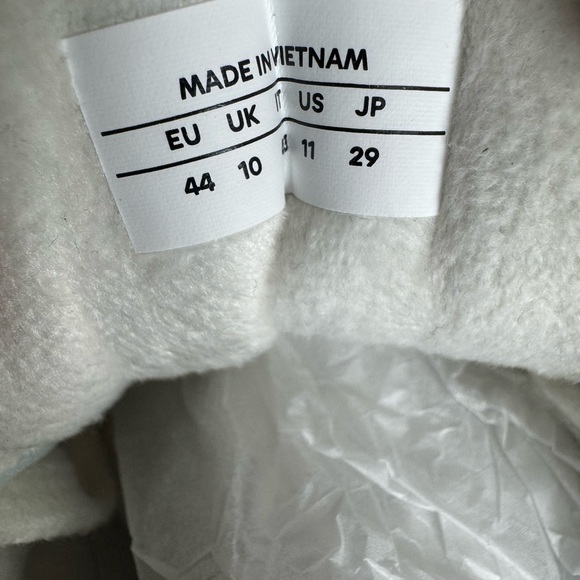 MADE IN VIETNAM
EU UK IT US JP
44 10 11 29